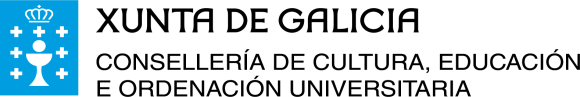 XUNTA DE GALICIA
CONSELLERÍA DE CULTURA, EDUCACIÓN
E ORDENACIÓN UNIVERSITARIA